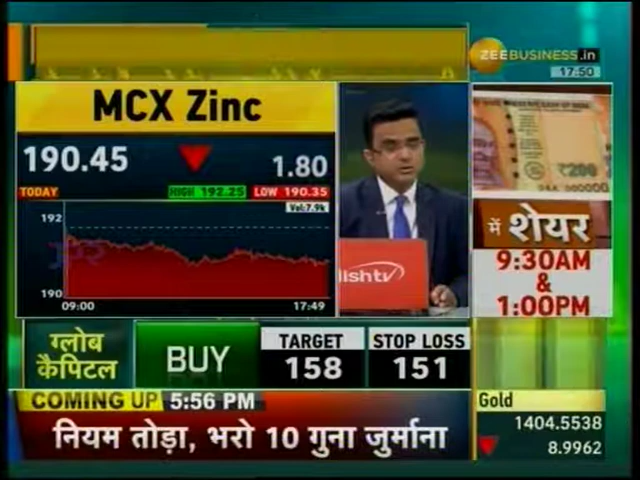 ZEEBUSINESS.in
17:50
MCX Zinc
190.45
1.80
TODAY
HIGH 192.25
LOW 190.35
Vol:7.9k
192
190
09:00
17:49
dishtv
₹200
में शेयर
9:30AM
&
1:00PM
ग्लोब
कैपिटल
BUY
TARGET
158
STOP LOSS
151
COMING UP 5:56 PM
नियम तोड़ा, भरो 10 गुना जुर्माना
Gold
1404.5538
8.9962